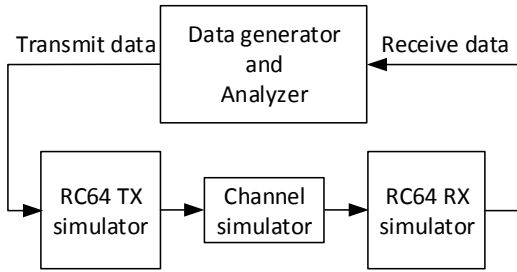 Transmit data
Data generator
and
Analyzer
Receive data
RC64 TX
simulator
Channel
simulator
RC64 RX
simulator